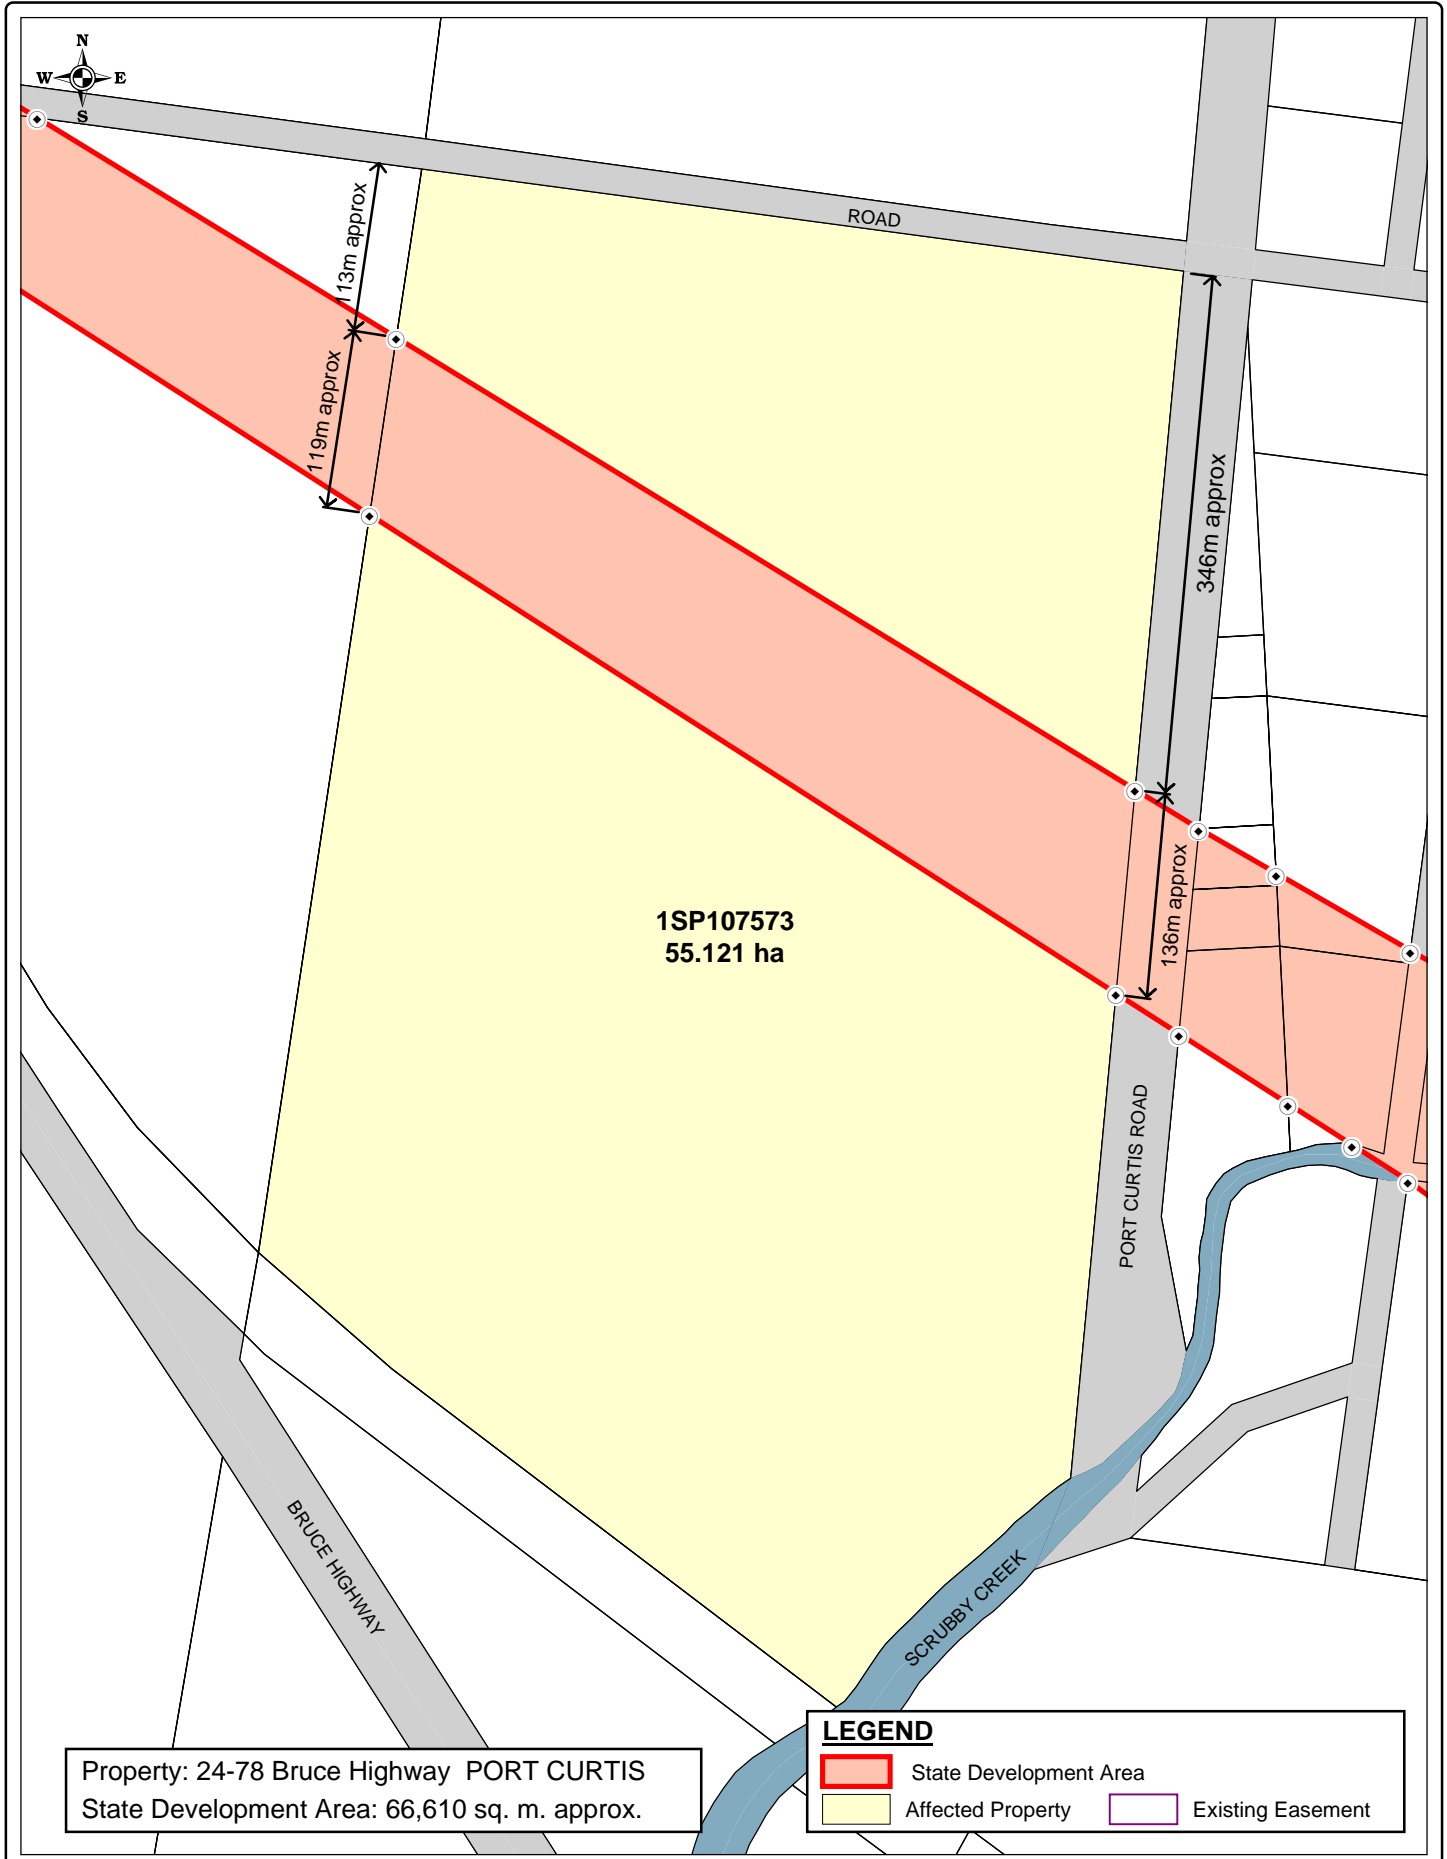 N
W E
S
ROAD
113m approx
119m approx
346m approx
136m approx
1SP107573
55.121 ha
PORT CURTIS ROAD
BRUCE HIGHWAY
SCRUBBY CREEK
Property: 24-78 Bruce Highway PORT CURTIS
State Development Area: 66,610 sq. m. approx.
LEGEND
State Development Area
Affected Property
Existing Easement